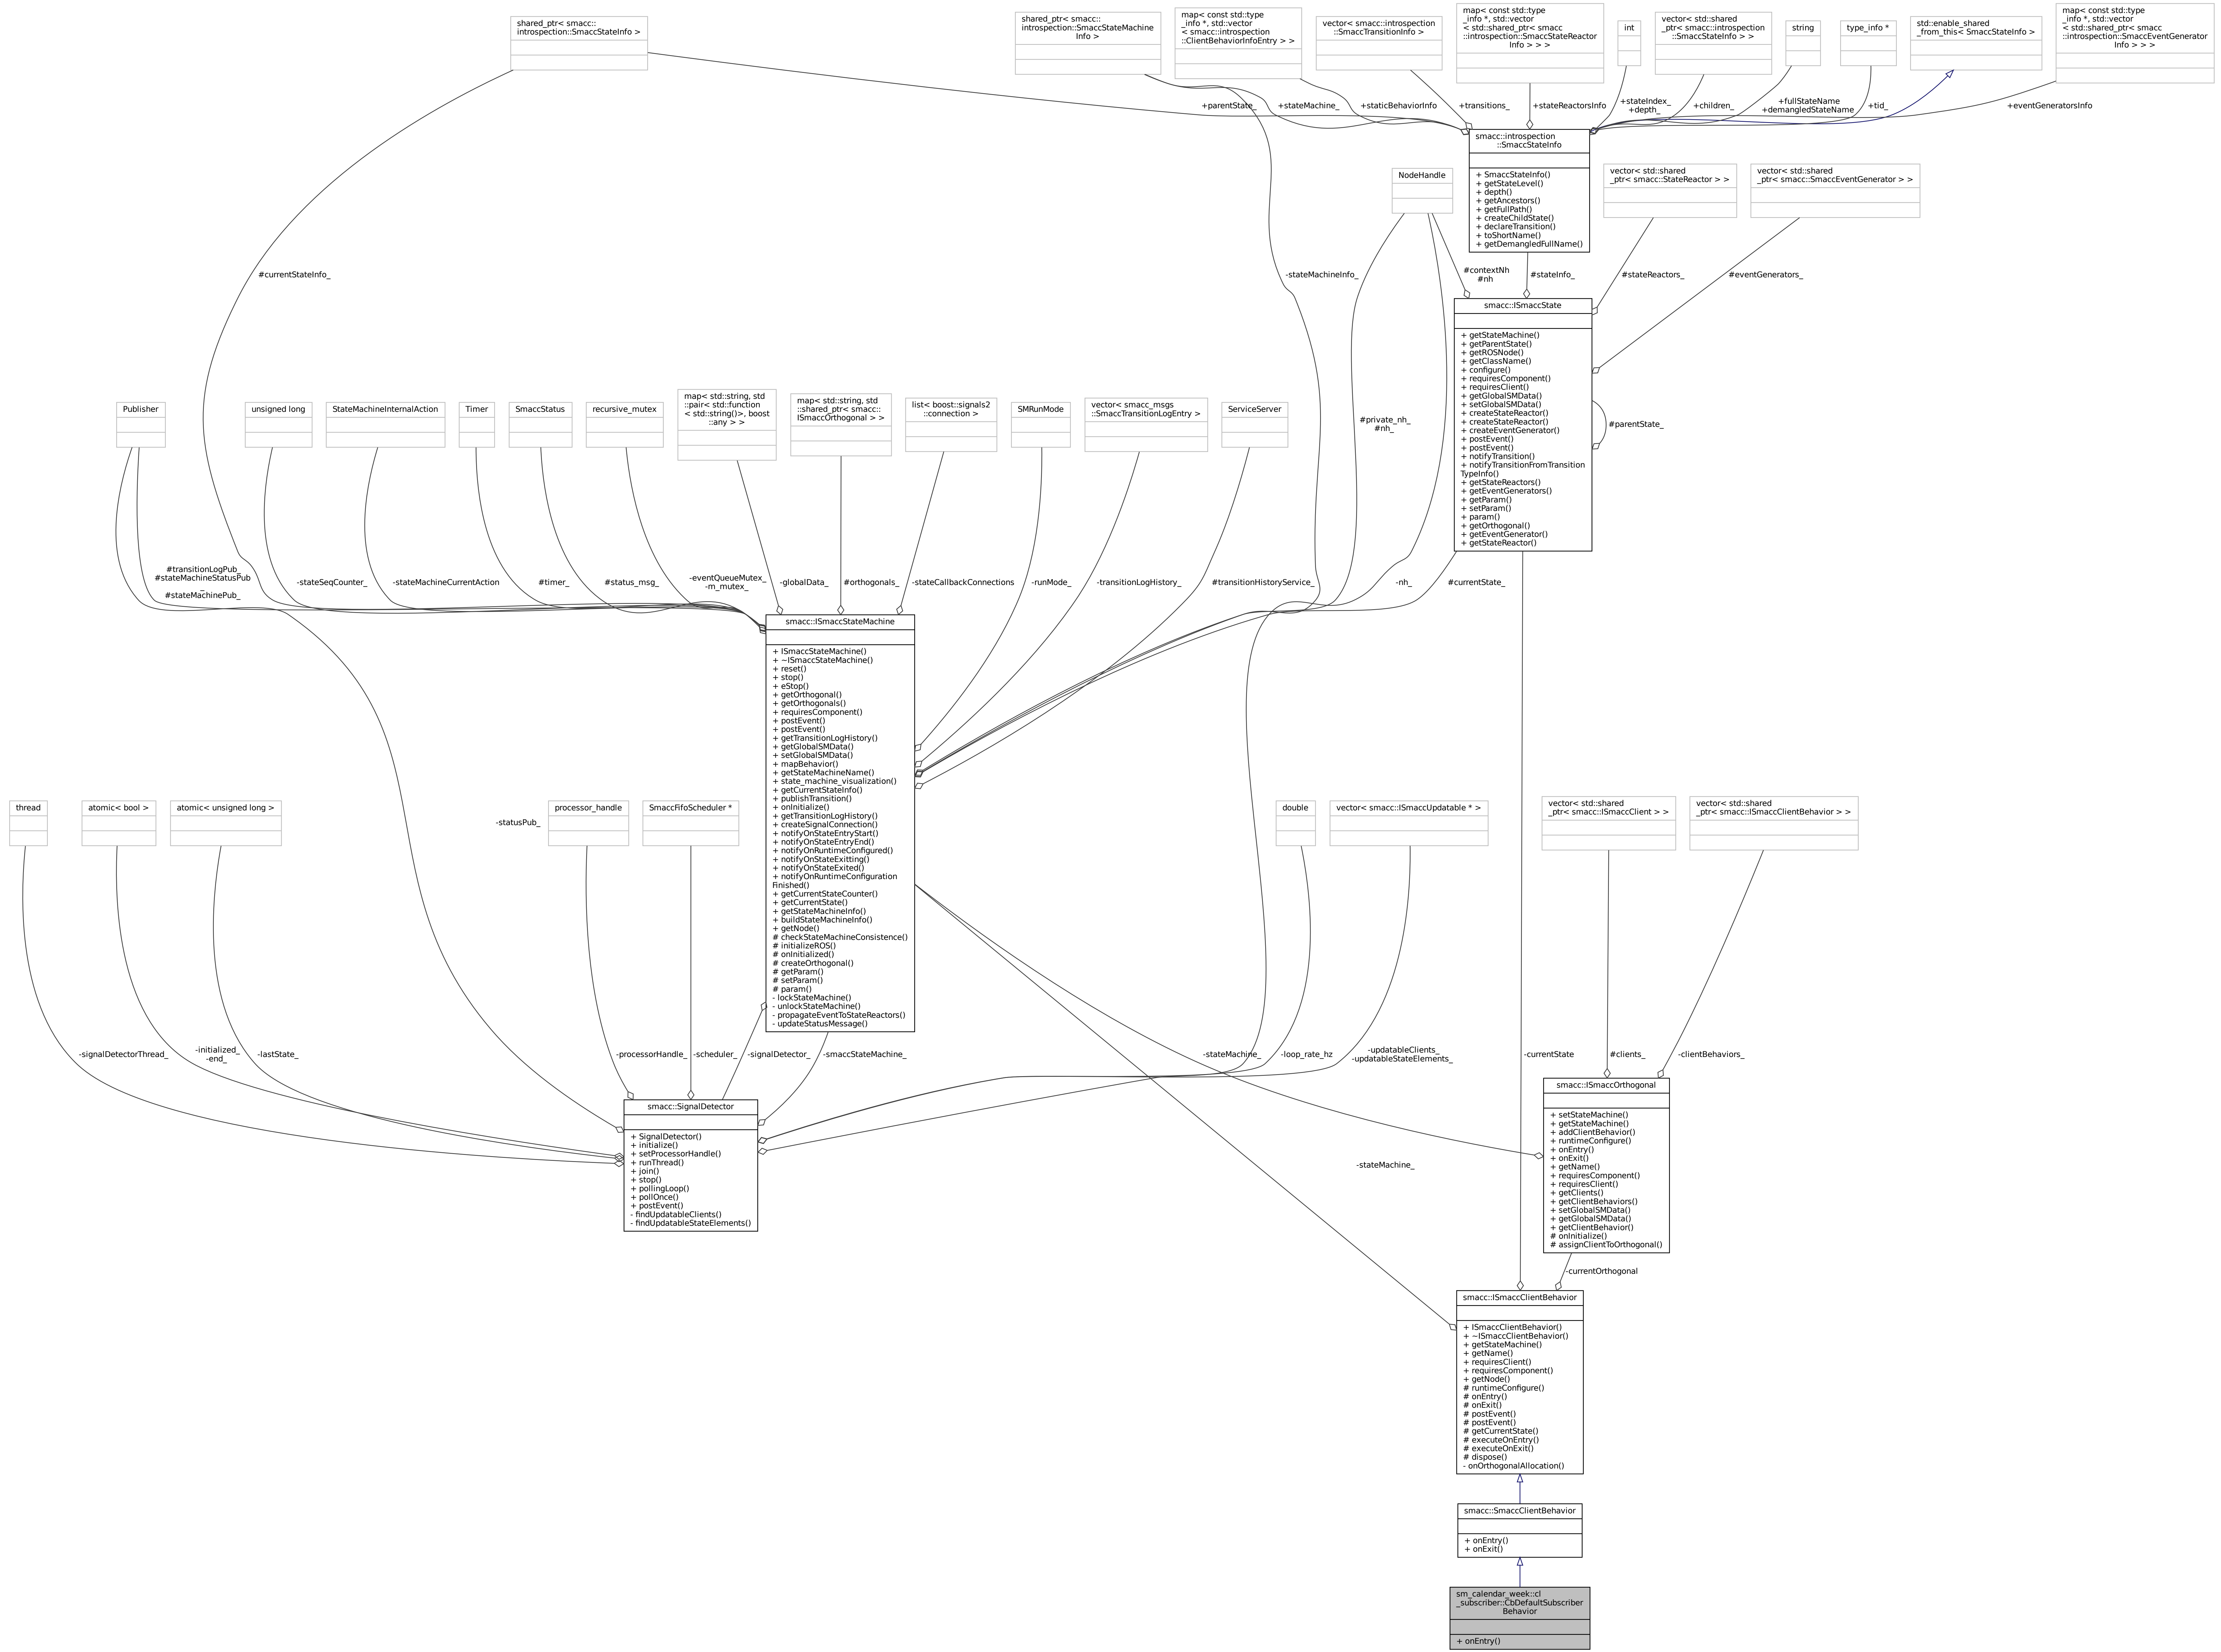 shared_ptr< smacc::
introspection::SmaccStateInfo >
shared_ptr< smacc::
introspection::SmaccStateMachine
Info >
map< const std::type
_info *, std::vector
< smacc::introspection
::ClientBehaviorInfoEntry > >
vector< smacc::introspection
::SmaccTransitionInfo >
map< const std::type
_info *, std::vector
< std::shared_ptr< smacc
::introspection::SmaccStateReactor
Info > > >
int
vector< std::shared
_ptr< smacc::introspection
::SmaccStateInfo > >
string
type_info *
std::enable_shared
_from_this< SmaccStateInfo >
map< const std::type
_info *, std::vector
< std::shared_ptr< smacc
::introspection::SmaccEventGenerator
Info > > >
+parentState_
+stateMachine_
+staticBehaviorInfo
+transitions_
+stateReactorsInfo
+stateIndex_
+depth_
+children_
+fullStateName
+demangledStateName
+tid_
+eventGeneratorsInfo
smacc::introspection
::SmaccStateInfo
+ SmaccStateInfo()
+ getStateLevel()
+ depth()
+ getAncestors()
+ getFullPath()
+ createChildState()
+ declareTransition()
+ toShortName()
+ getDemangledFullName()
NodeHandle
vector< std::shared
_ptr< smacc::StateReactor > >
vector< std::shared
_ptr< smacc::SmaccEventGenerator > >
#currentStateInfo_
-stateMachineInfo_
#contextNh
#nh
#stateInfo_
#stateReactors_
#eventGenerators_
smacc::ISmaccState
+ getStateMachine()
+ getParentState()
+ getROSNode()
+ getClassName()
+ configure()
+ requiresComponent()
+ requiresClient()
+ getGlobalSMData()
+ setGlobalSMData()
+ createStateReactor()
+ createStateReactor()
+ createEventGenerator()
+ postEvent()
+ postEvent()
+ notifyTransition()
+ notifyTransitionFromTransition
TypeInfo()
+ getStateReactors()
+ getEventGenerators()
+ getParam()
+ setParam()
+ param()
+ getOrthogonal()
+ getEventGenerator()
+ getStateReactor()
#parentState_
Publisher
unsigned long
StateMachineInternalAction
Timer
SmaccStatus
recursive_mutex
map< std::string, std
::pair< std::function
< std::string()>, boost
::any > >
map< std::string, std
::shared_ptr< smacc::
ISmaccOrthogonal > >
list< boost::signals2
::connection >
SMRunMode
vector< smacc_msgs
::SmaccTransitionLogEntry >
ServiceServer
#private_nh_
#nh_
#transitionLogPub_
#stateMachineStatusPub
_
#stateMachinePub_
-stateSeqCounter_
-stateMachineCurrentAction
#timer_
#status_msg_
-eventQueueMutex_
-m_mutex_
-globalData_
#orthogonals_
-stateCallbackConnections
-runMode_
-transitionLogHistory_
#transitionHistoryService_
-nh_
#currentState_
smacc::ISmaccStateMachine
+ ISmaccStateMachine()
+ ~ISmaccStateMachine()
+ reset()
+ stop()
+ eStop()
+ getOrthogonal()
+ getOrthogonals()
+ requiresComponent()
+ postEvent()
+ postEvent()
+ getTransitionLogHistory()
+ getGlobalSMData()
+ setGlobalSMData()
+ mapBehavior()
+ getStateMachineName()
+ state_machine_visualization()
+ getCurrentStateInfo()
+ publishTransition()
+ onInitialize()
+ getTransitionLogHistory()
+ createSignalConnection()
+ notifyOnStateEntryStart()
+ notifyOnStateEntryEnd()
+ notifyOnRuntimeConfigured()
+ notifyOnStateExitting()
+ notifyOnStateExited()
+ notifyOnRuntimeConfiguration
Finished()
+ getCurrentStateCounter()
+ getCurrentState()
+ getStateMachineInfo()
+ buildStateMachineInfo()
+ getNode()
# checkStateMachineConsistence()
# initializeROS()
# onInitialized()
# createOrthogonal()
# getParam()
# setParam()
# param()
- lockStateMachine()
- unlockStateMachine()
- propagateEventToStateReactors()
- updateStatusMessage()
thread
atomic< bool >
atomic< unsigned long >
-statusPub_
processor_handle
SmaccFifoScheduler *
double
vector< smacc::ISmaccUpdatable * >
vector< std::shared
_ptr< smacc::ISmaccClient > >
vector< std::shared
_ptr< smacc::ISmaccClientBehavior > >
-signalDetectorThread_
-initialized_
-end_
-lastState_
-processorHandle_
-scheduler_
-signalDetector_
-smaccStateMachine_
-stateMachine_
-loop_rate_hz
-updatableClients_
-updatableStateElements_
-currentState
#clients_
-clientBehaviors_
smacc::SignalDetector
+ SignalDetector()
+ initialize()
+ setProcessorHandle()
+ runThread()
+ join()
+ stop()
+ pollingLoop()
+ pollOnce()
+ postEvent()
- findUpdatableClients()
- findUpdatableStateElements()
smacc::ISmaccOrthogonal
+ setStateMachine()
+ getStateMachine()
+ addClientBehavior()
+ runtimeConfigure()
+ onEntry()
+ onExit()
+ getName()
+ requiresComponent()
+ requiresClient()
+ getClients()
+ getClientBehaviors()
+ setGlobalSMData()
+ getGlobalSMData()
+ getClientBehavior()
# onInitialize()
# assignClientToOrthogonal()
-stateMachine_
-currentOrthogonal
smacc::ISmaccClientBehavior
+ ISmaccClientBehavior()
+ ~ISmaccClientBehavior()
+ getStateMachine()
+ getName()
+ requiresClient()
+ requiresComponent()
+ getNode()
# runtimeConfigure()
# onEntry()
# onExit()
# postEvent()
# postEvent()
# getCurrentState()
# executeOnEntry()
# executeOnExit()
# dispose()
- onOrthogonalAllocation()
smacc::SmaccClientBehavior
+ onEntry()
+ onExit()
sm_calendar_week::cl
_subscriber::CbDefaultSubscriber
Behavior
+ onEntry()